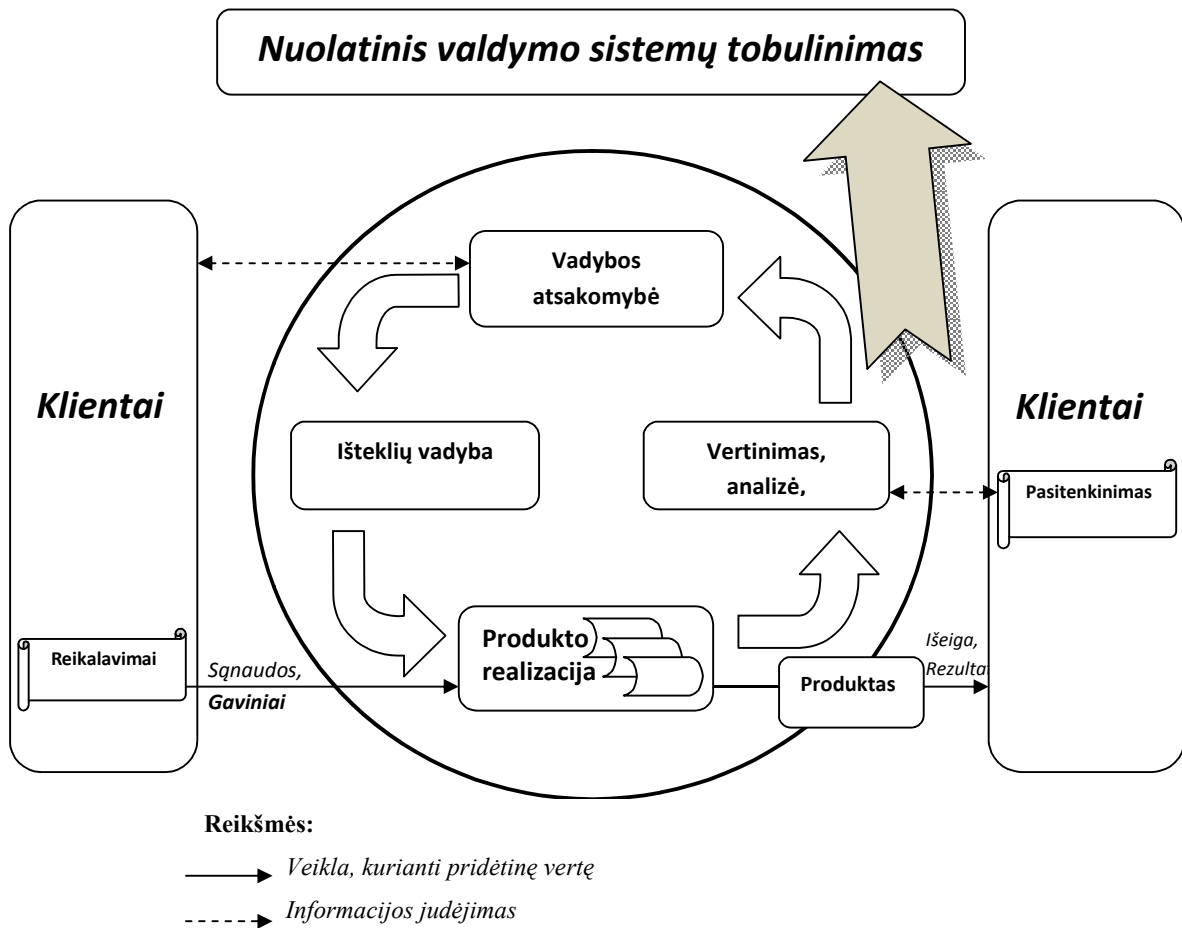 Nuolatinis valdymo sistemų tobulinimas
Vadybos
atsakomybė
Klientai
Klientai
Išteklių vadyba
Vertinimas,
analizė,
Pasitenkinimas
Reikalavimai
Sąnaudos,
Gaviniai
Produkto
realizacija
Produktas
Išeiga,
Rezultat
Reikšmės:
Veikla, kurianti pridėtinę vertę
Informacijos judėjimas